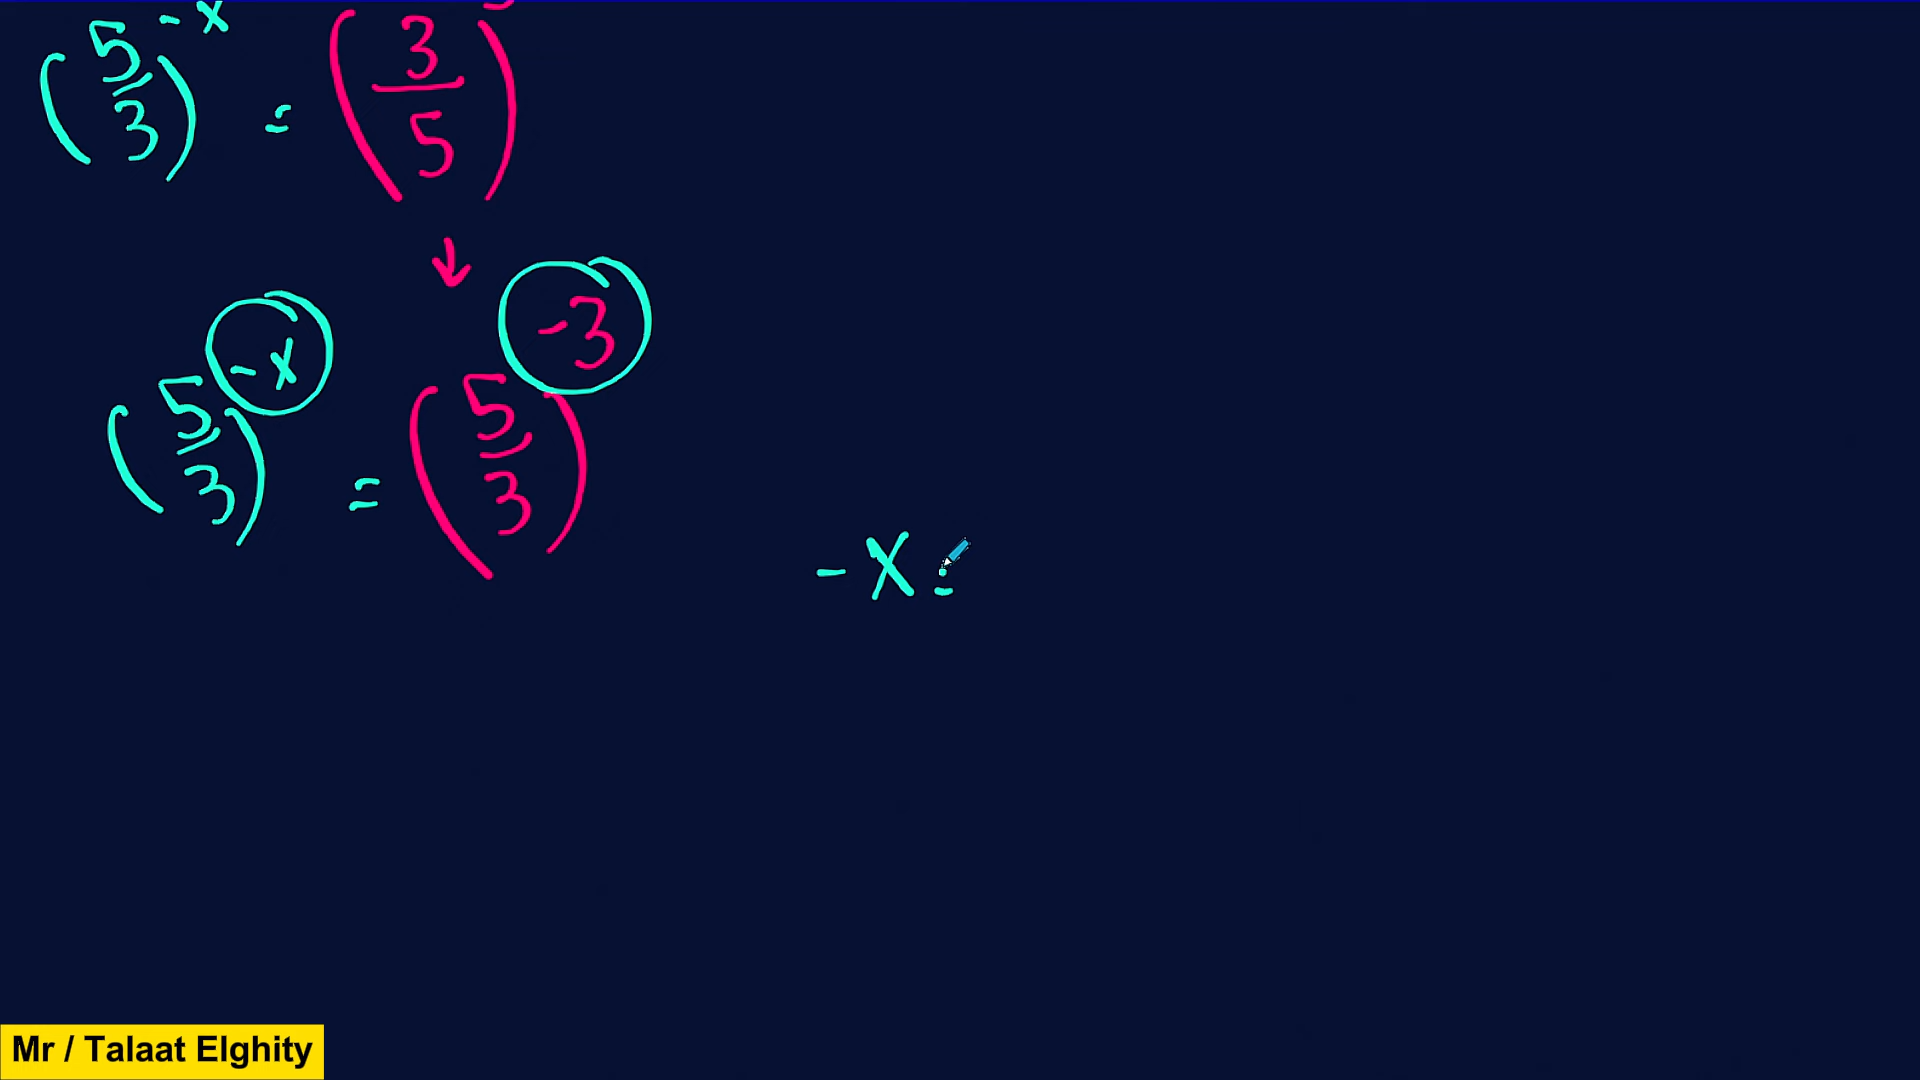 (5/3)^-x = (3/5)^3
↓
(5/3)^-x = (5/3)^-3
-x =
Mr / Talaat Elghity